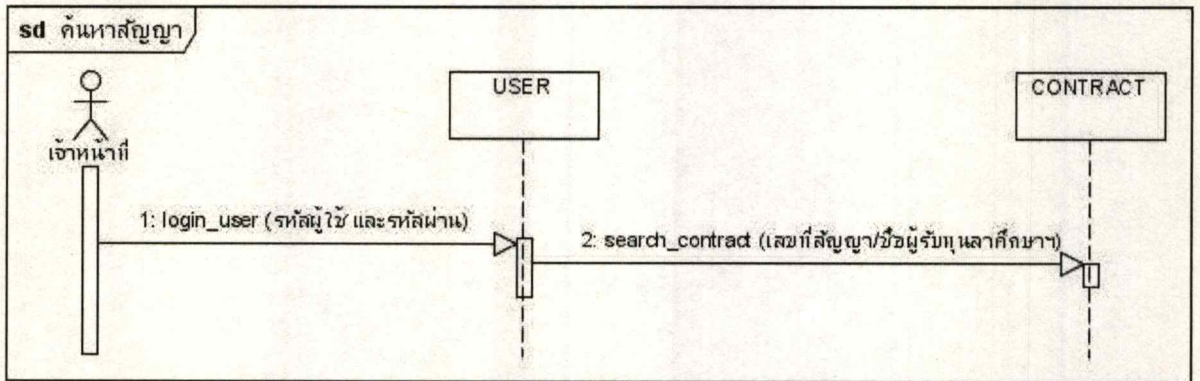 sd ค้นหาสัญญา
USER
CONTRACT
เจ้าหน้าที่
1: login_user (รหัสผู้ใช้ และรหัสผ่าน)
2: search_contract (เลขที่สัญญา/ชื่อผู้รับทุนลาศึกษาฯ)